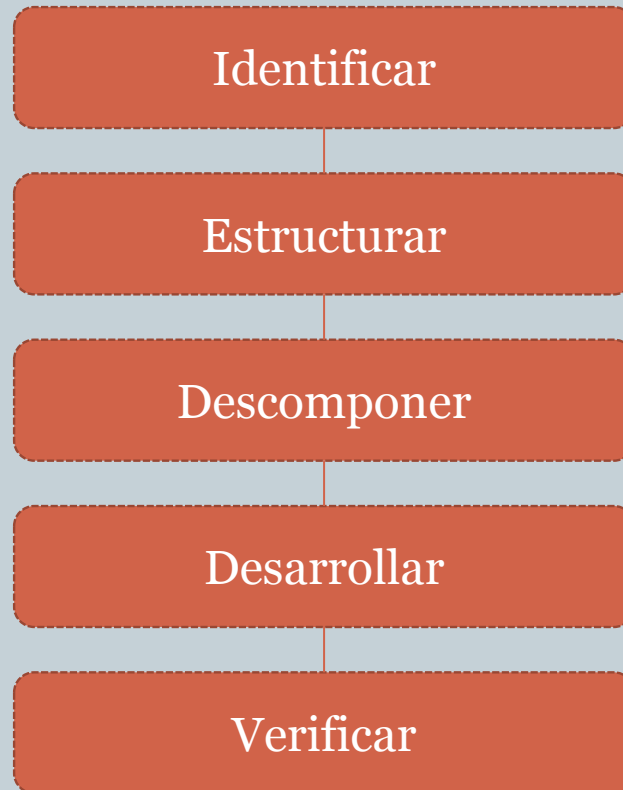 Identificar
Estructurar
Descomponer
Desarrollar
Verificar